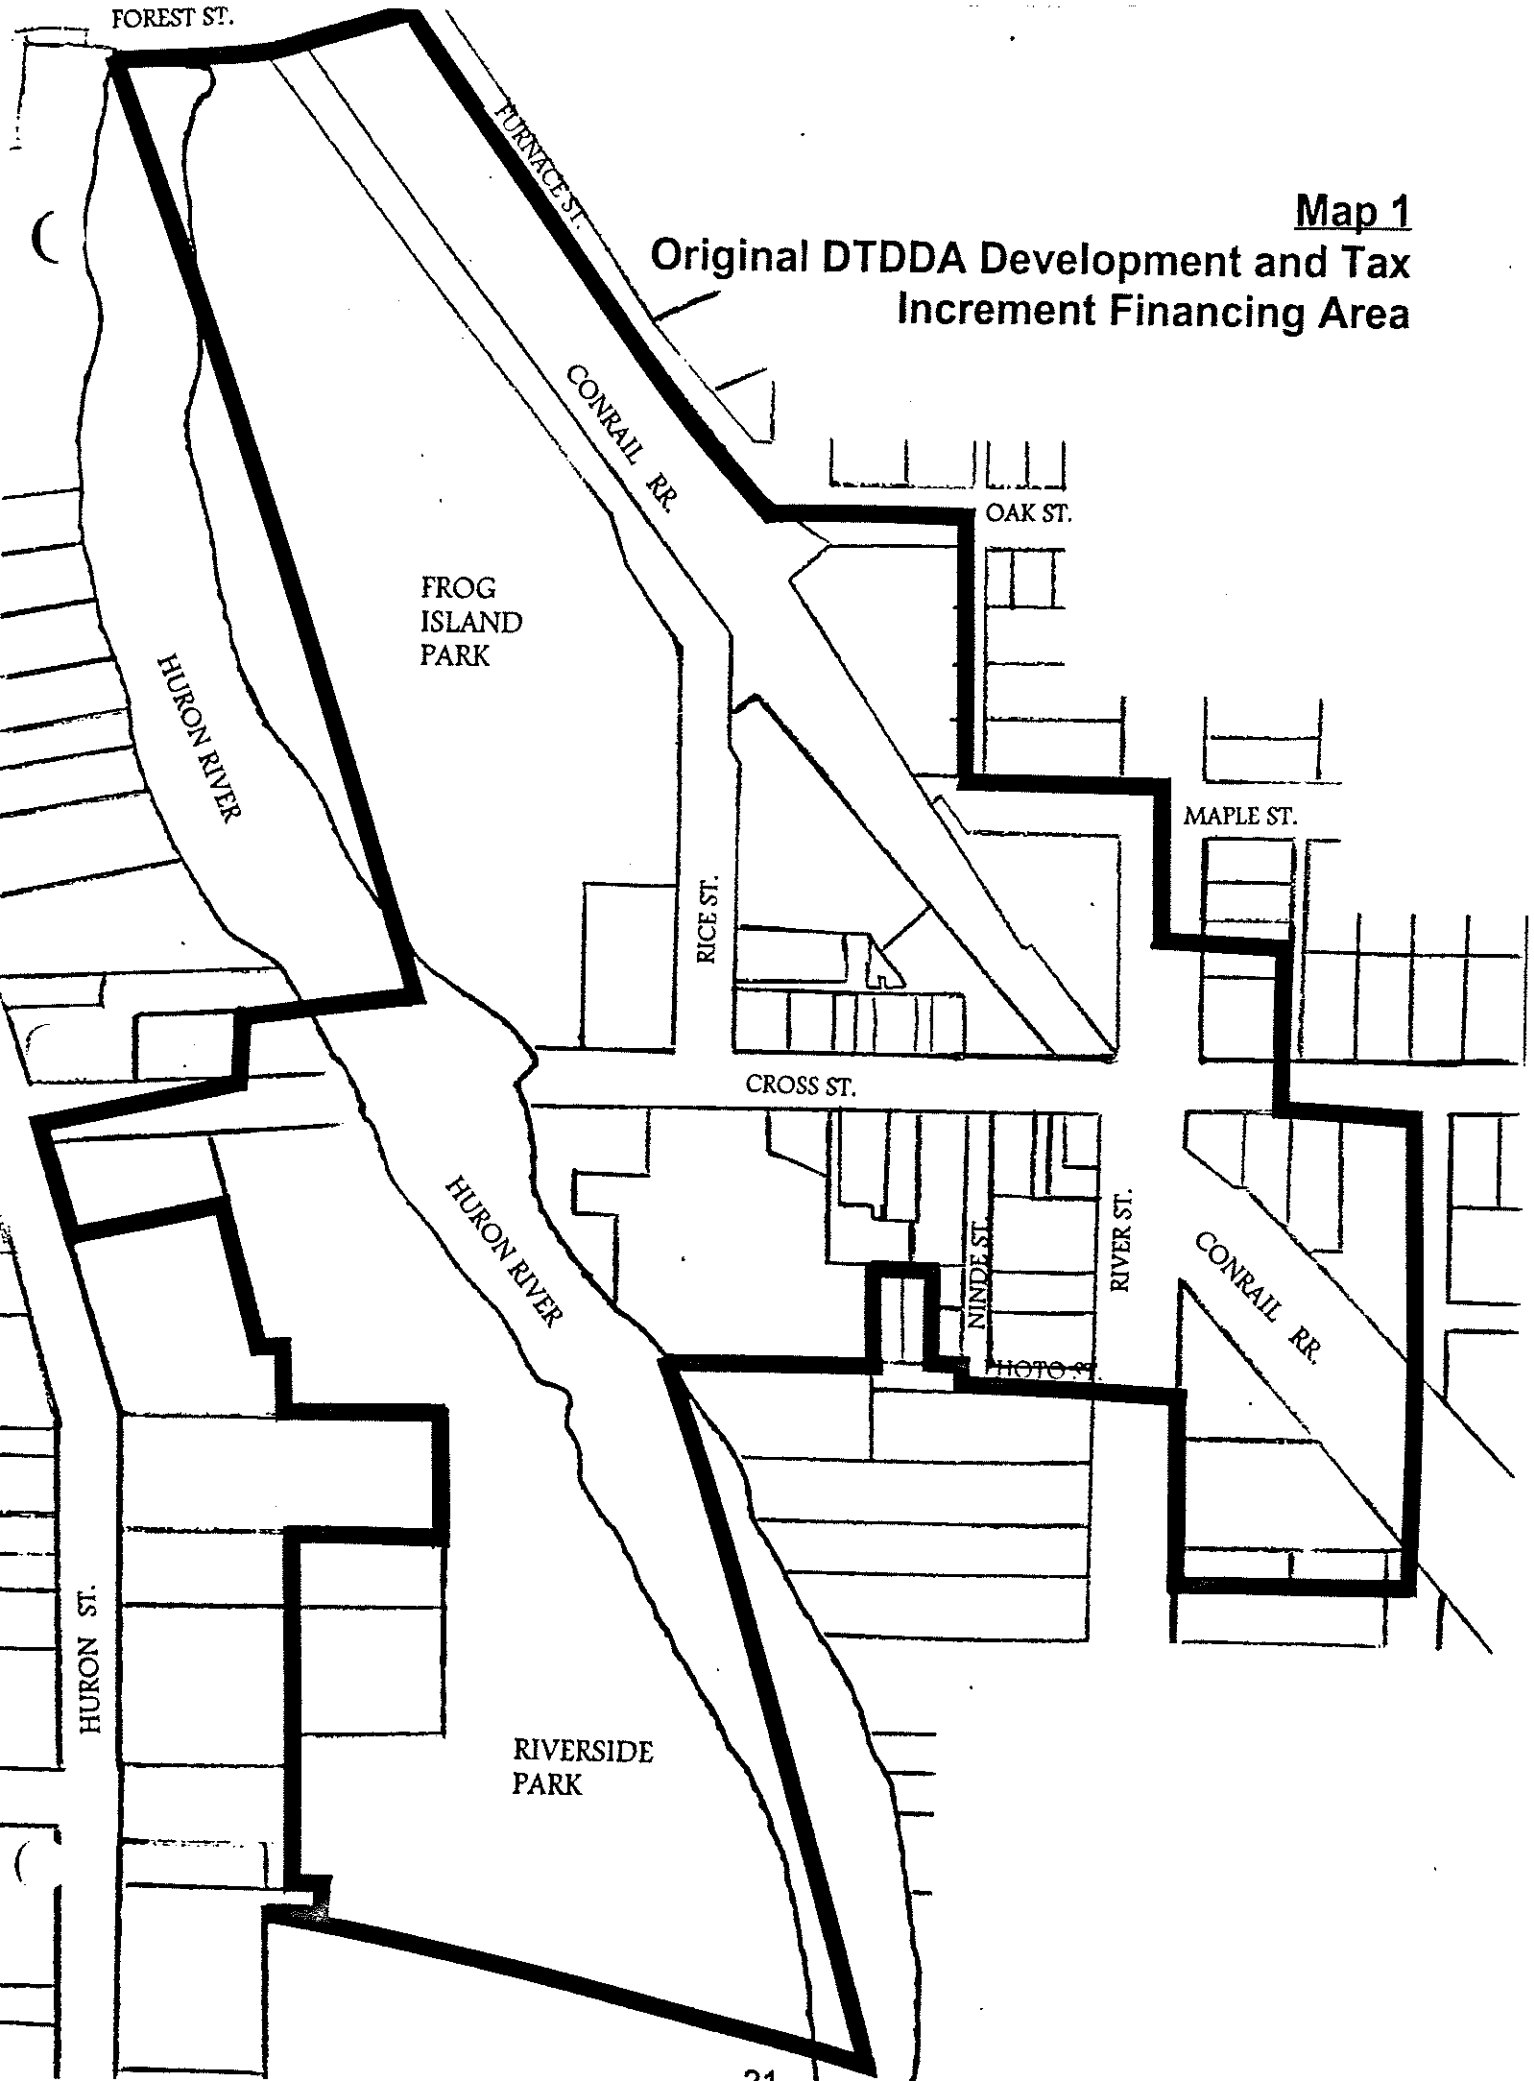 FOREST ST.
FURNACE ST.
Map 1
Original DTDDA Development and Tax
Increment Financing Area
CONRAIL RR.
OAK ST.
FROG
ISLAND
PARK
HURON RIVER
MAPLE ST.
RICE ST.
CROSS ST.
HURON RIVER
NINDE ST.
RIVER ST.
CONRAIL RR.
HURON ST.
RIVERSIDE
PARK